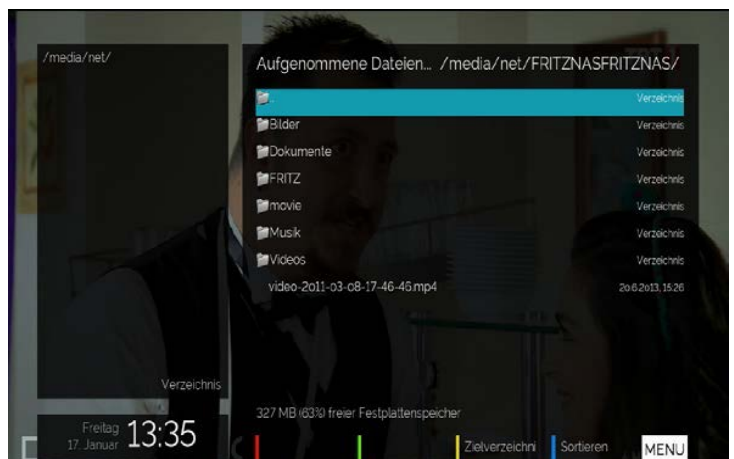 /media/net/
Aufgenommene Dateien... /media/net/FRITZNASFRITZNAS/
.. Verzeichnis
Bilder Verzeichnis
Dokumente Verzeichnis
FRITZ Verzeichnis
movie Verzeichnis
Musik Verzeichnis
Videos Verzeichnis
video-2011-03-08-17-46-46.mp4 20.6.2013, 15:26
Verzeichnis
327 MB (63%) freier Festplattenspeicher
Freitag
17. Januar 13:35
Zielverzeichni Sortieren MENU